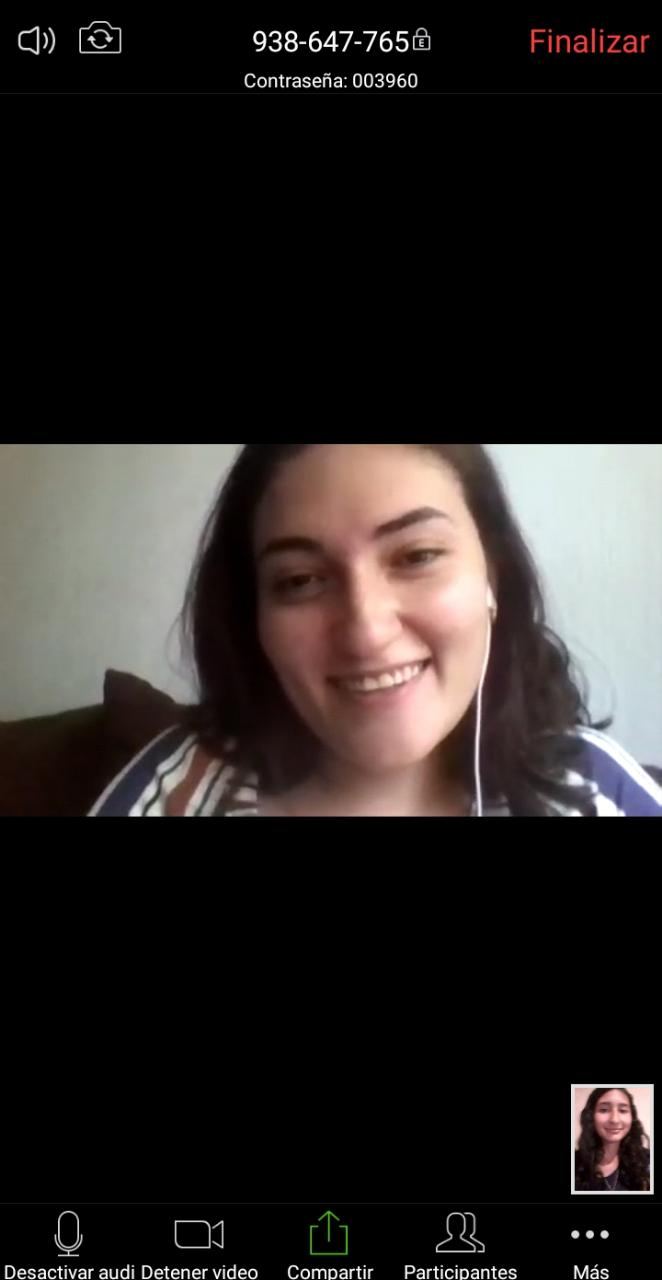 938-647-765 E Finalizar
Contraseña: 003960
Desactivar audi Detener video Compartir Participantes Más